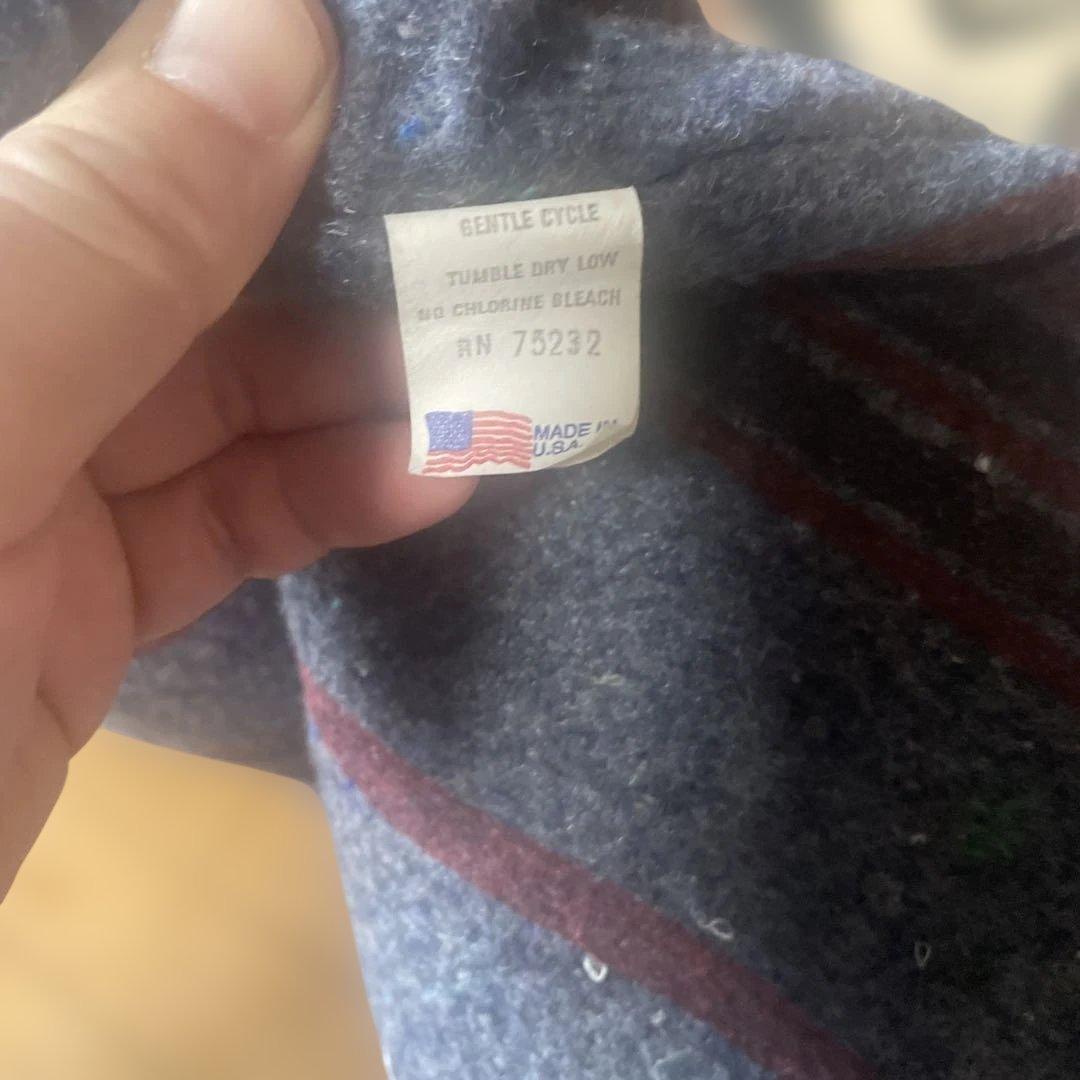 GENTLE CYCLE
TUMBLE DRY LOW
NO CHLORINE BLEACH
RN 75232
MADE IN
U.S.A.